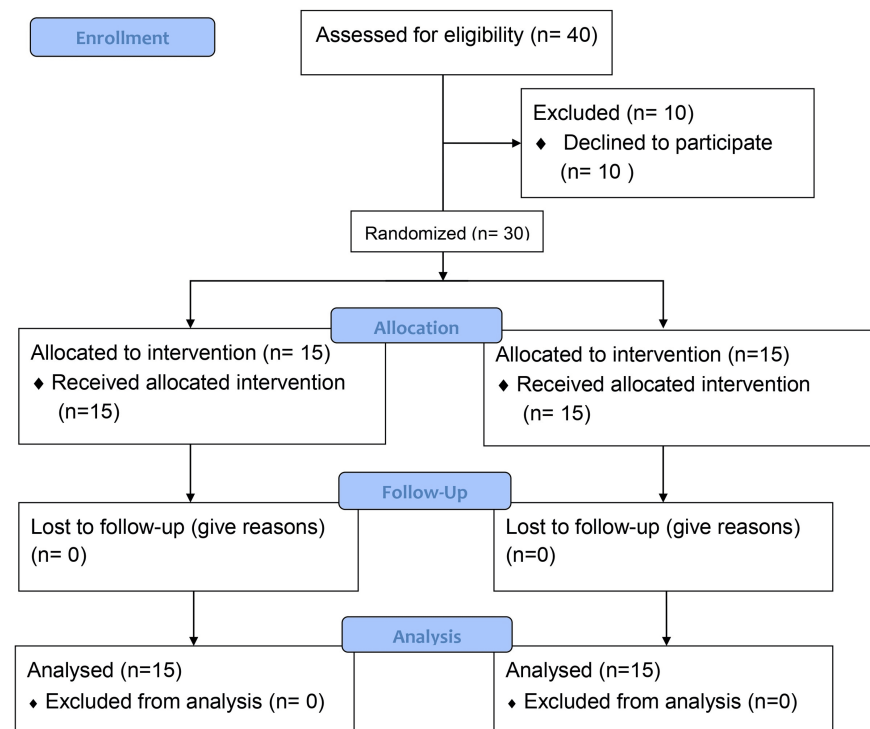 Enrollment
Assessed for eligibility (n= 40)
Excluded (n= 10)
♦ Declined to participate
(n= 10 )
Randomized (n= 30)
Allocation
Allocated to intervention (n= 15)
♦ Received allocated intervention
(n=15)
Allocated to intervention (n=15)
♦ Received allocated intervention
(n= 15)
Follow-Up
Lost to follow-up (give reasons)
(n= 0)
Lost to follow-up (give reasons)
(n=0)
Analysis
Analysed (n=15)
♦ Excluded from analysis (n= 0)
Analysed (n=15)
♦ Excluded from analysis (n=0)